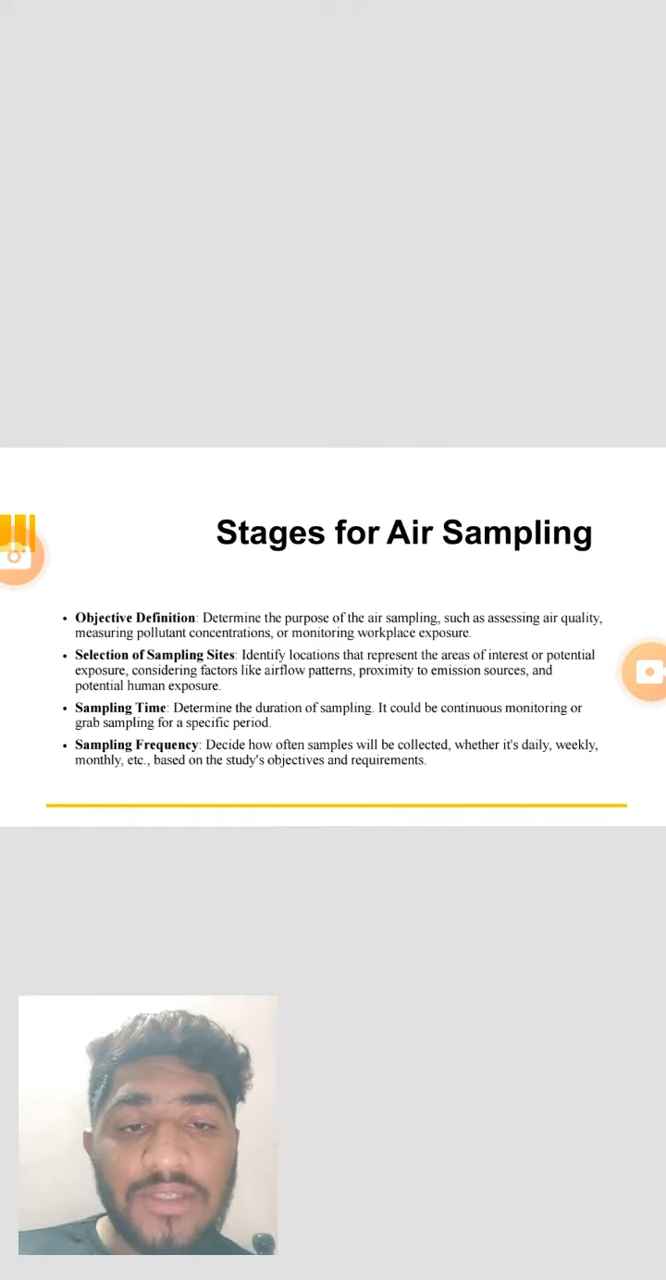 Stages for Air Sampling
• Objective Definition: Determine the purpose of the air sampling, such as assessing air quality,
measuring pollutant concentrations, or monitoring workplace exposure.
• Selection of Sampling Sites: Identify locations that represent the areas of interest or potential
exposure, considering factors like airflow patterns, proximity to emission sources, and
potential human exposure.
• Sampling Time: Determine the duration of sampling. It could be continuous monitoring or
grab sampling for a specific period.
• Sampling Frequency: Decide how often samples will be collected, whether it's daily, weekly,
monthly, etc., based on the study's objectives and requirements.